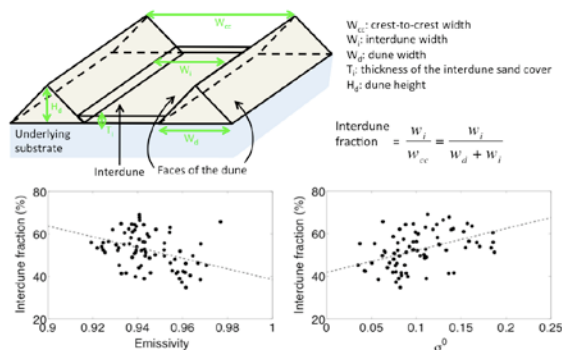 W_cc
W_i
H_d
T_i
W_d
Underlying
substrate
Interdune
Faces of the dune
W_cc: crest-to-crest width
W_i: interdune width
W_d: dune width
T_i: thickness of the interdune sand cover
H_d: dune height
Interdune
fraction = w_i / w_cc = w_i / (w_d + w_i)
Interdune fraction (%)
80
60
40
20
0.9 0.92 0.94 0.96 0.98 1
Emissivity
Interdune fraction (%)
80
60
40
20
0 0.05 0.1 0.15 0.2 0.25
σ⁰